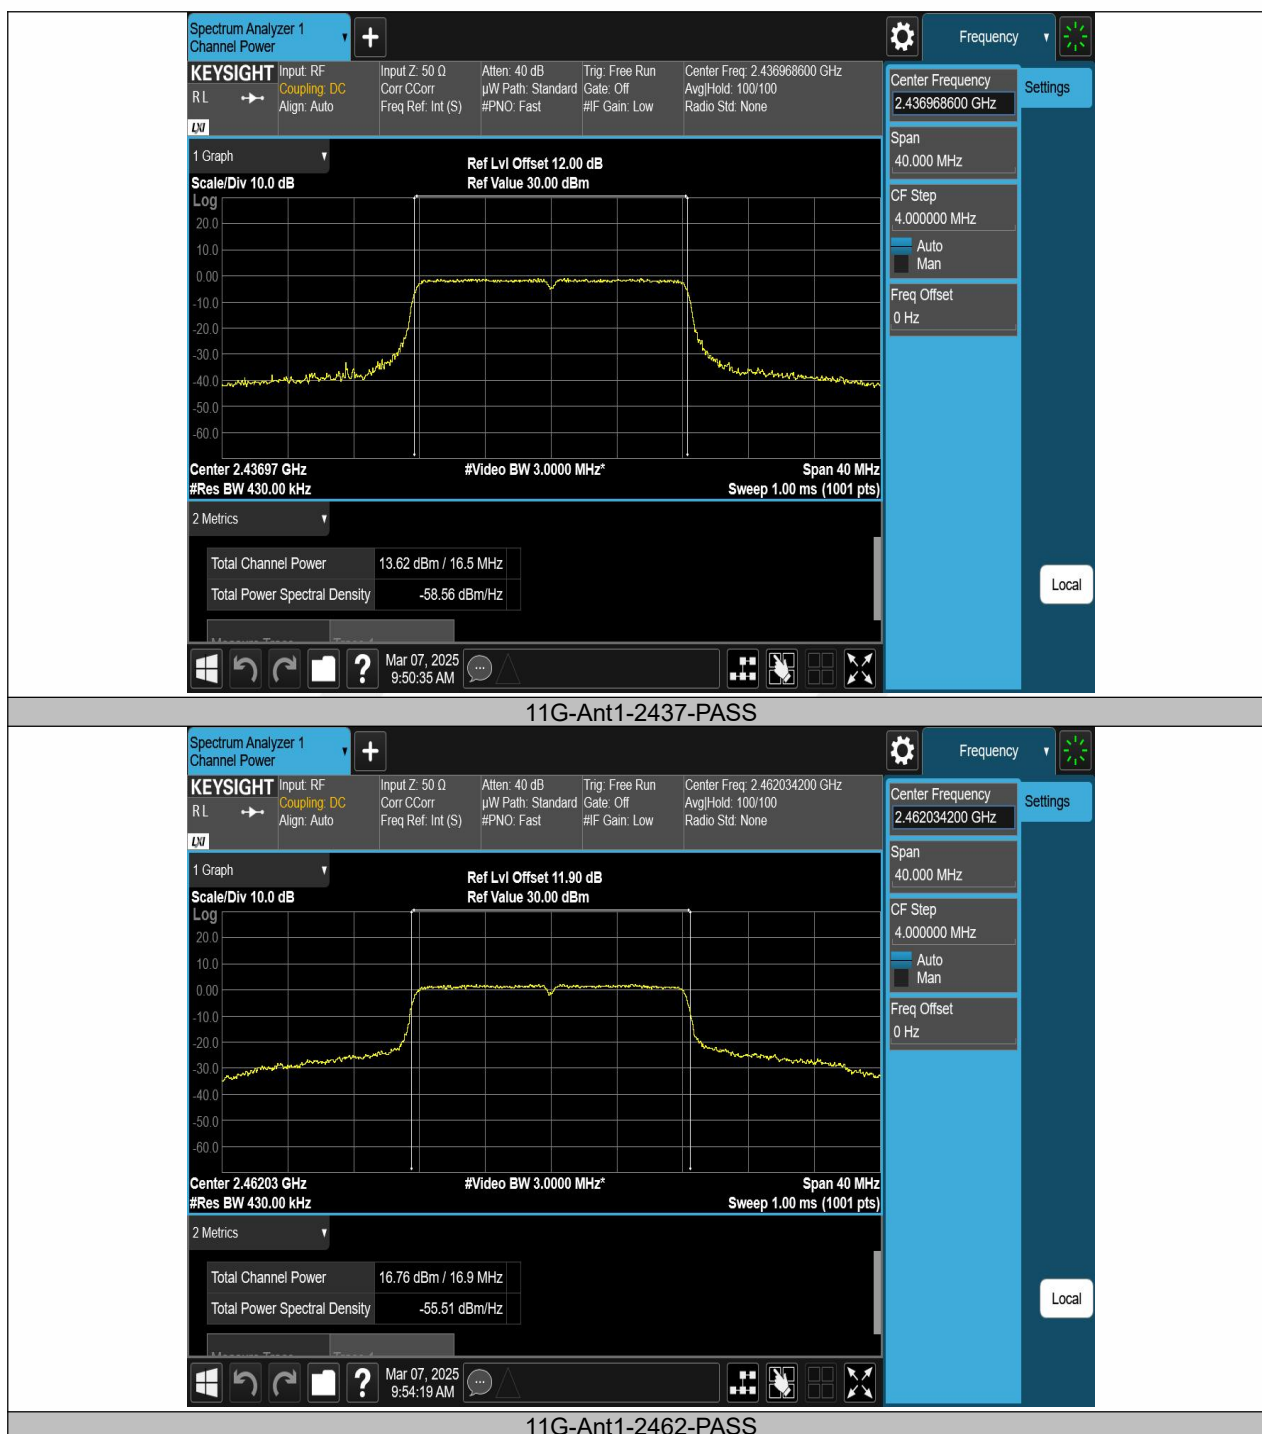 Spectrum Analyzer 1
Channel Power
Frequency
KEYSIGHT
R L
LXI
Input: RF
Coupling: DC
Align: Auto
Input Z: 50 Ω
Corr CCorr
Freq Ref: Int (S)
Atten: 40 dB
µW Path: Standard
#PNO: Fast
Trig: Free Run
Gate: Off
#IF Gain: Low
Center Freq: 2.436968600 GHz
Avg|Hold: 100/100
Radio Std: None
Center Frequency
2.436968600 GHz
Settings
Span
40.000 MHz
CF Step
4.000000 MHz
Auto
Man
Freq Offset
0 Hz
Local
1 Graph
Scale/Div 10.0 dB
Ref Lvl Offset 12.00 dB
Ref Value 30.00 dBm
Log
20.0
10.0
0.00
-10.0
-20.0
-30.0
-40.0
-50.0
-60.0
Center 2.43697 GHz
#Res BW 430.00 kHz
#Video BW 3.0000 MHz*
Span 40 MHz
Sweep 1.00 ms (1001 pts)
2 Metrics
Total Channel Power 13.62 dBm / 16.5 MHz
Total Power Spectral Density -58.56 dBm/Hz
Mar 07, 2025
9:50:35 AM
11G-Ant1-2437-PASS
Spectrum Analyzer 1
Channel Power
Frequency
KEYSIGHT
R L
LXI
Input: RF
Coupling: DC
Align: Auto
Input Z: 50 Ω
Corr CCorr
Freq Ref: Int (S)
Atten: 40 dB
µW Path: Standard
#PNO: Fast
Trig: Free Run
Gate: Off
#IF Gain: Low
Center Freq: 2.462034200 GHz
Avg|Hold: 100/100
Radio Std: None
Center Frequency
2.462034200 GHz
Settings
Span
40.000 MHz
CF Step
4.000000 MHz
Auto
Man
Freq Offset
0 Hz
Local
1 Graph
Scale/Div 10.0 dB
Ref Lvl Offset 11.90 dB
Ref Value 30.00 dBm
Log
20.0
10.0
0.00
-10.0
-20.0
-30.0
-40.0
-50.0
-60.0
Center 2.46203 GHz
#Res BW 430.00 kHz
#Video BW 3.0000 MHz*
Span 40 MHz
Sweep 1.00 ms (1001 pts)
2 Metrics
Total Channel Power 16.76 dBm / 16.9 MHz
Total Power Spectral Density -55.51 dBm/Hz
Mar 07, 2025
9:54:19 AM
11G-Ant1-2462-PASS